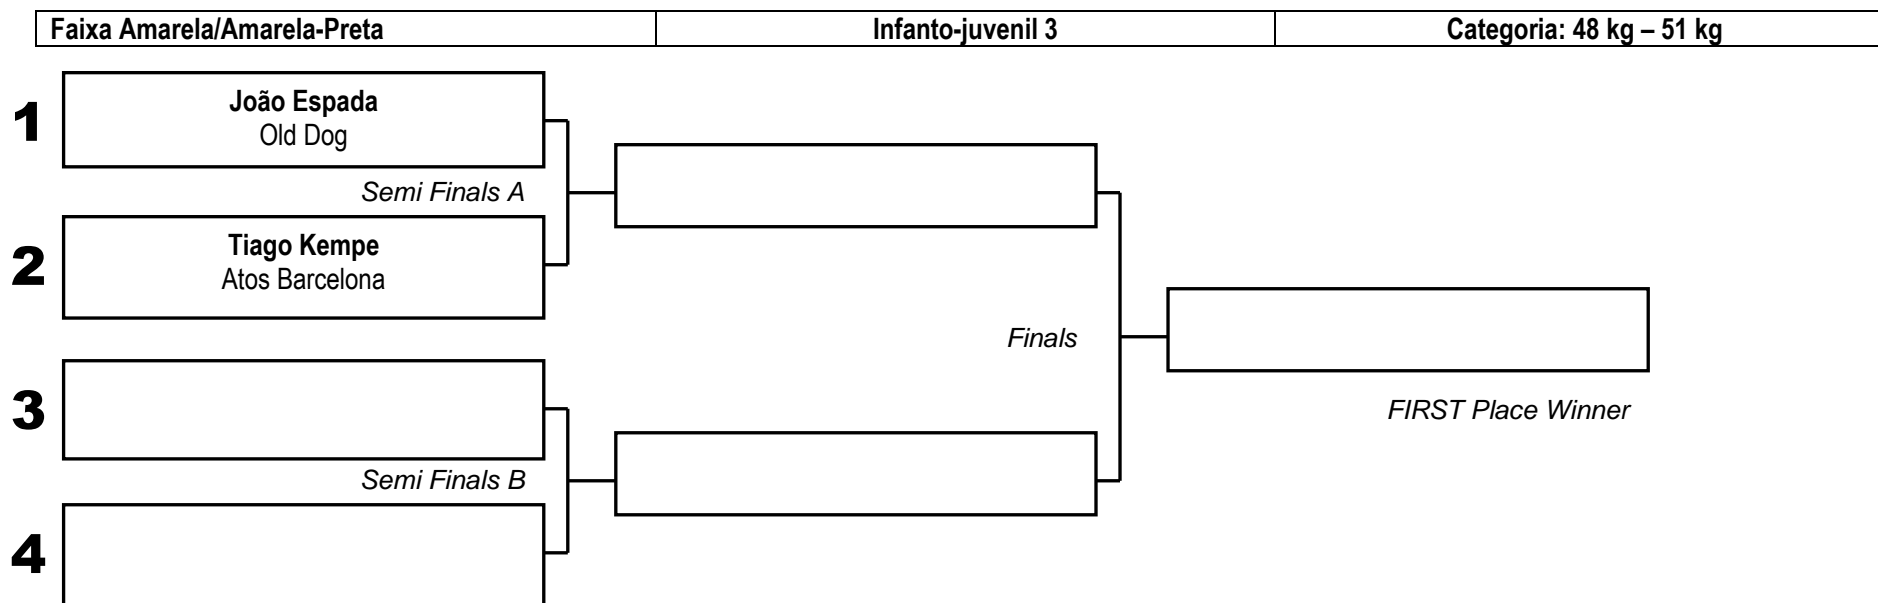 Faixa Amarela/Amarela-Preta Infanto-juvenil 3 Categoria: 48 kg – 51 kg
1
João Espada
Old Dog
Semi Finals A
2
Tiago Kempe
Atos Barcelona
Finals
3
FIRST Place Winner
Semi Finals B
4